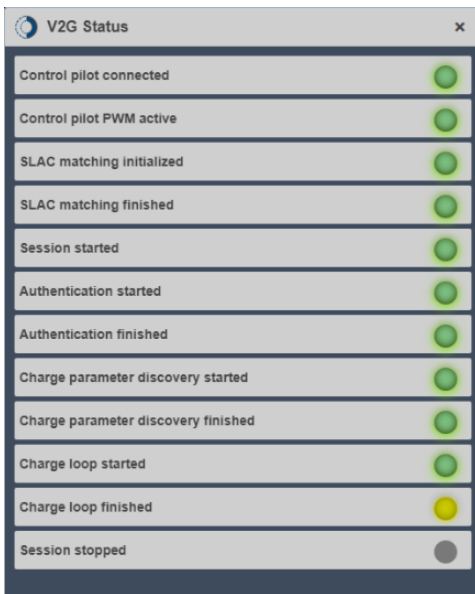 V2G Status ×
Control pilot connected
Control pilot PWM active
SLAC matching initialized
SLAC matching finished
Session started
Authentication started
Authentication finished
Charge parameter discovery started
Charge parameter discovery finished
Charge loop started
Charge loop finished
Session stopped